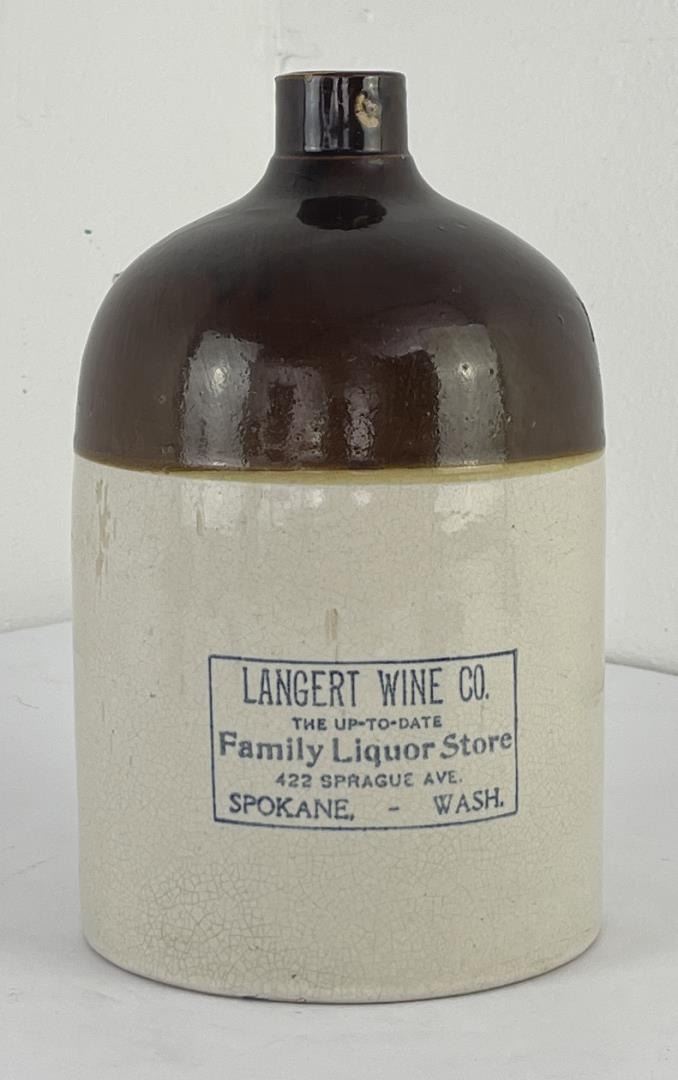 LANGERT WINE CO.
THE UP-TO-DATE
Family Liquor Store
422 SPRAGUE AVE.
SPOKANE, - WASH.